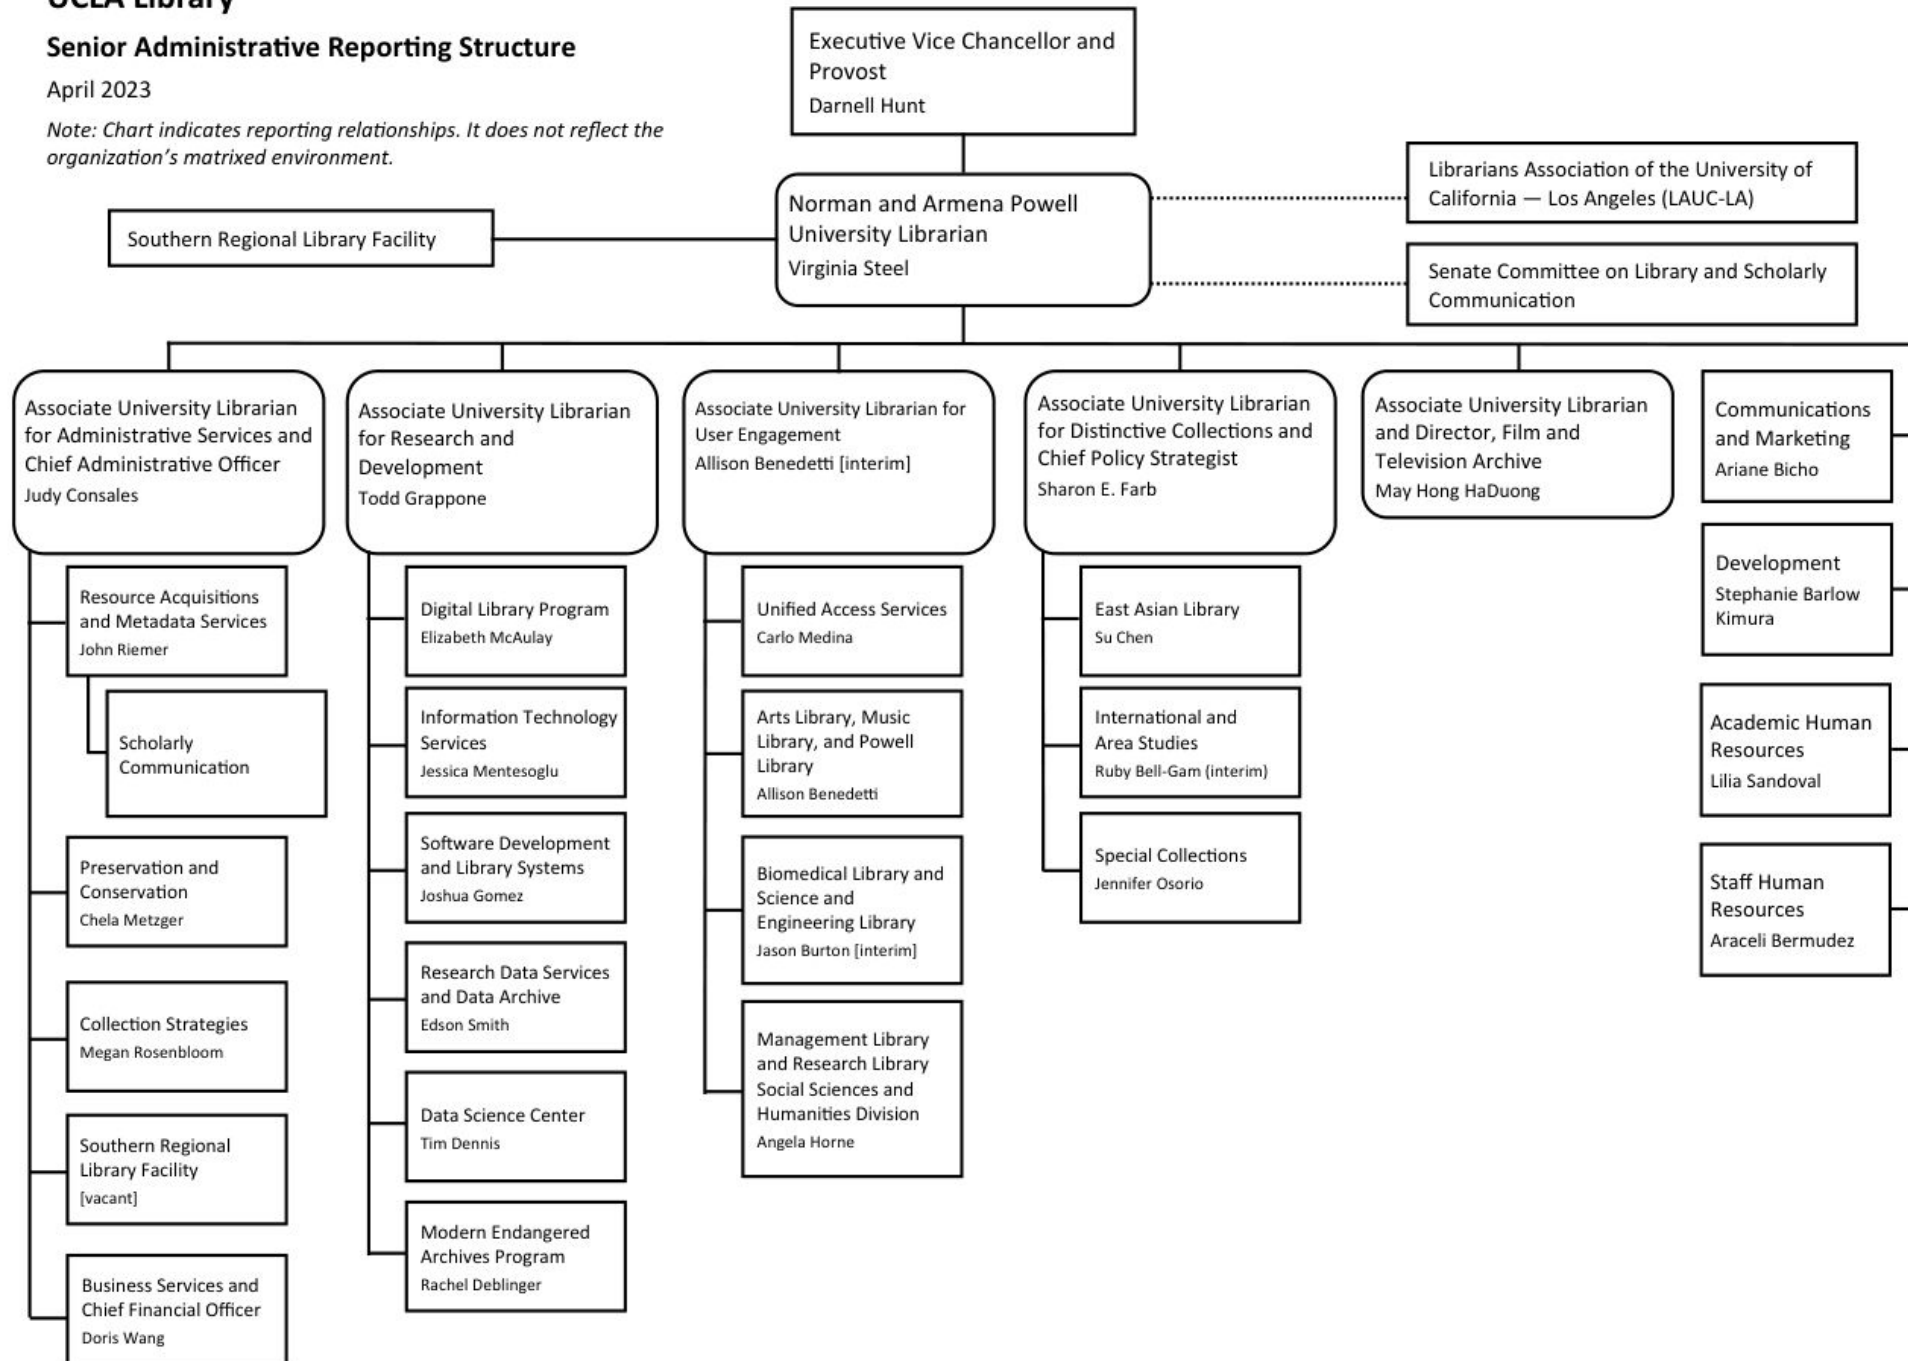 UCLA Library
Senior Administrative Reporting Structure
April 2023
Note: Chart indicates reporting relationships. It does not reflect the
organization’s matrixed environment.
Executive Vice Chancellor and
Provost
Darnell Hunt
Norman and Armena Powell
University Librarian
Virginia Steel
Southern Regional Library Facility
Librarians Association of the University of
California — Los Angeles (LAUC-LA)
Senate Committee on Library and Scholarly
Communication
Associate University Librarian
for Administrative Services and
Chief Administrative Officer
Judy Consales
Resource Acquisitions
and Metadata Services
John Riemer
Scholarly
Communication
Preservation and
Conservation
Chela Metzger
Collection Strategies
Megan Rosenbloom
Southern Regional
Library Facility
[vacant]
Business Services and
Chief Financial Officer
Doris Wang
Associate University Librarian
for Research and
Development
Todd Grappone
Digital Library Program
Elizabeth McAulay
Information Technology
Services
Jessica Mentesoglu
Software Development
and Library Systems
Joshua Gomez
Research Data Services
and Data Archive
Edson Smith
Data Science Center
Tim Dennis
Modern Endangered
Archives Program
Rachel Deblinger
Associate University Librarian for
User Engagement
Allison Benedetti [interim]
Unified Access Services
Carlo Medina
Arts Library, Music
Library, and Powell
Library
Allison Benedetti
Biomedical Library and
Science and
Engineering Library
Jason Burton [interim]
Management Library
and Research Library
Social Sciences and
Humanities Division
Angela Horne
Associate University Librarian
for Distinctive Collections and
Chief Policy Strategist
Sharon E. Farb
East Asian Library
Su Chen
International and
Area Studies
Ruby Bell-Gam (interim)
Special Collections
Jennifer Osorio
Associate University Librarian
and Director, Film and
Television Archive
May Hong HaDuong
Communications
and Marketing
Ariane Bicho
Development
Stephanie Barlow
Kimura
Academic Human
Resources
Lilia Sandoval
Staff Human
Resources
Araceli Bermudez